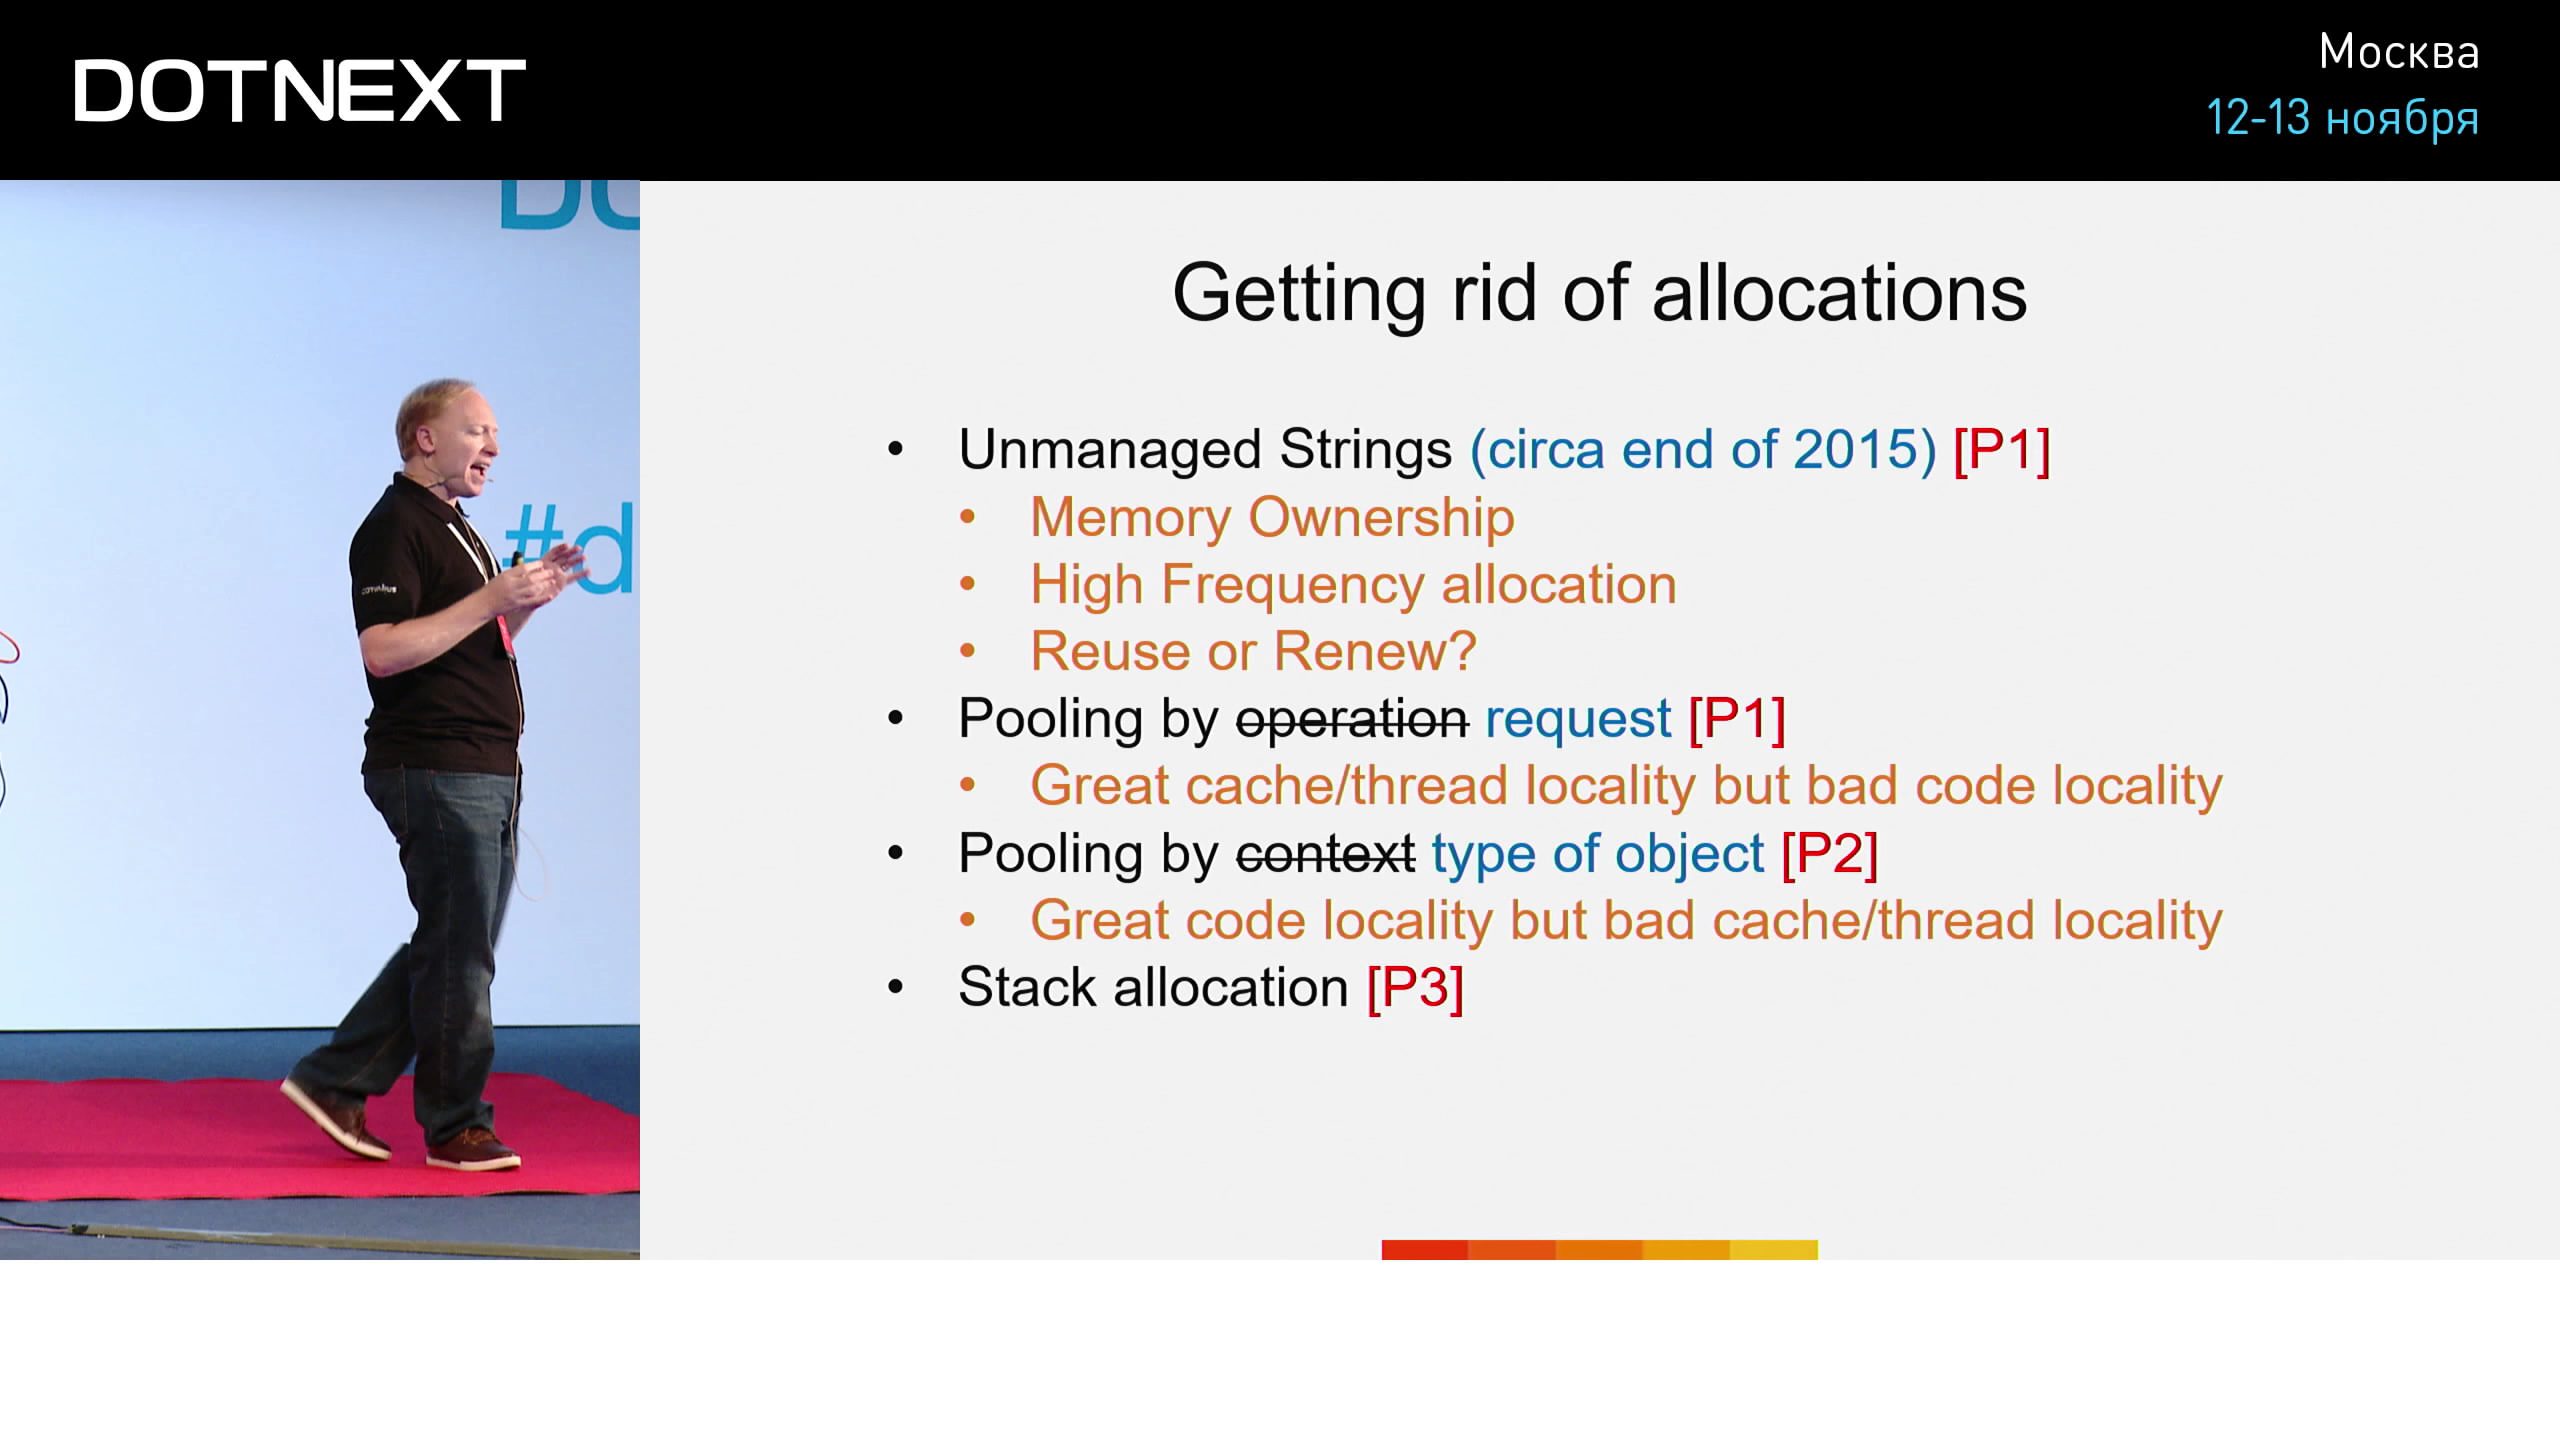 DOTNEXT
Москва
12-13 ноября
DO
#d
Getting rid of allocations
• Unmanaged Strings (circa end of 2015) [P1]
• Memory Ownership
• High Frequency allocation
• Reuse or Renew?
• Pooling by operation request [P1]
• Great cache/thread locality but bad code locality
• Pooling by context type of object [P2]
• Great code locality but bad cache/thread locality
• Stack allocation [P3]